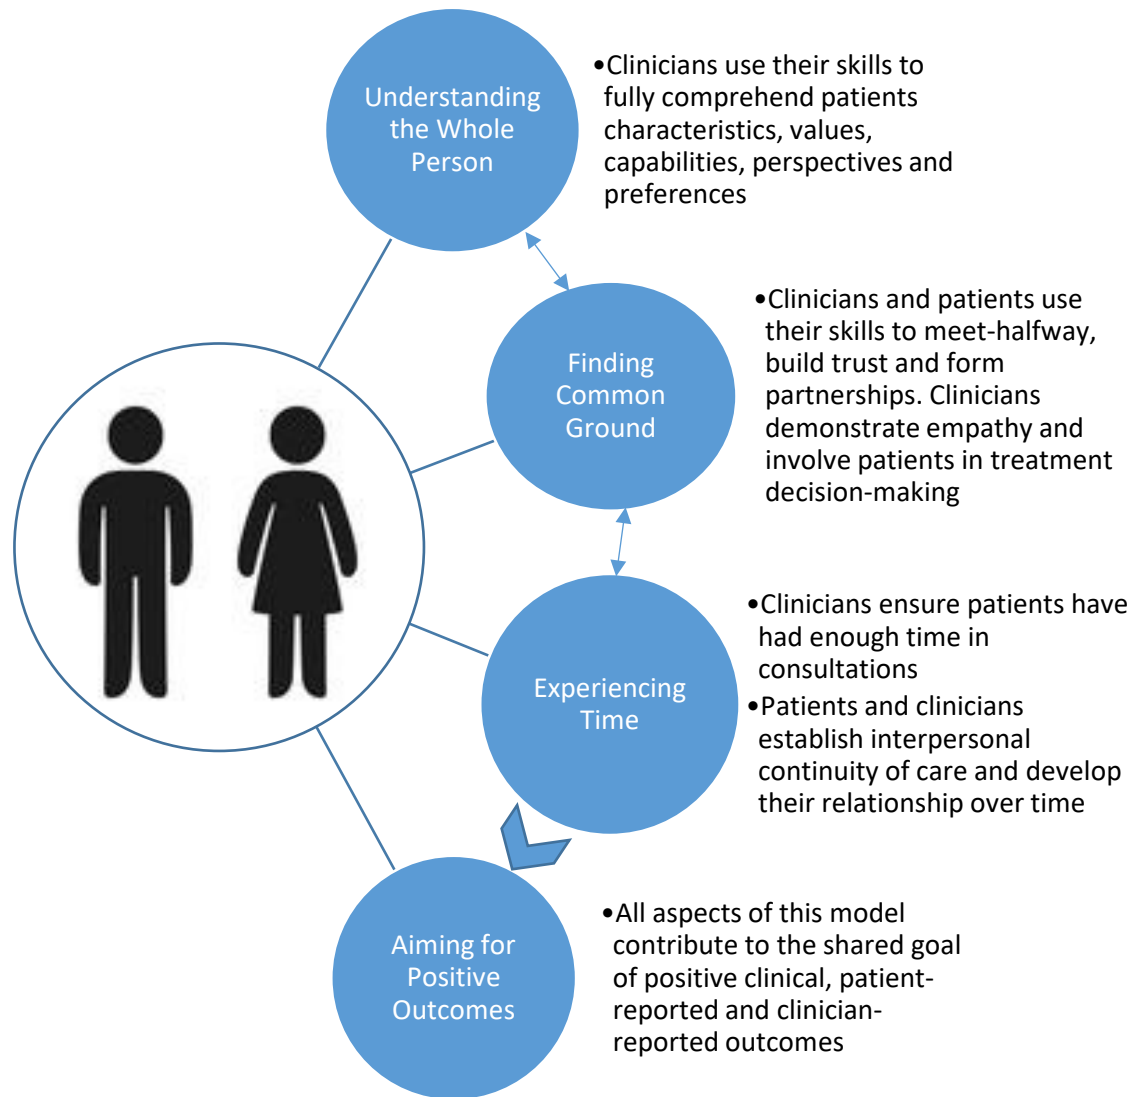 Understanding
the Whole
Person
•Clinicians use their skills to
fully comprehend patients
characteristics, values,
capabilities, perspectives and
preferences
Finding
Common
Ground
•Clinicians and patients use
their skills to meet-halfway,
build trust and form
partnerships. Clinicians
demonstrate empathy and
involve patients in treatment
decision-making
Experiencing
Time
•Clinicians ensure patients have
had enough time in
consultations
•Patients and clinicians
establish interpersonal
continuity of care and develop
their relationship over time
Aiming for
Positive
Outcomes
•All aspects of this model
contribute to the shared goal
of positive clinical, patient-
reported and clinician-
reported outcomes